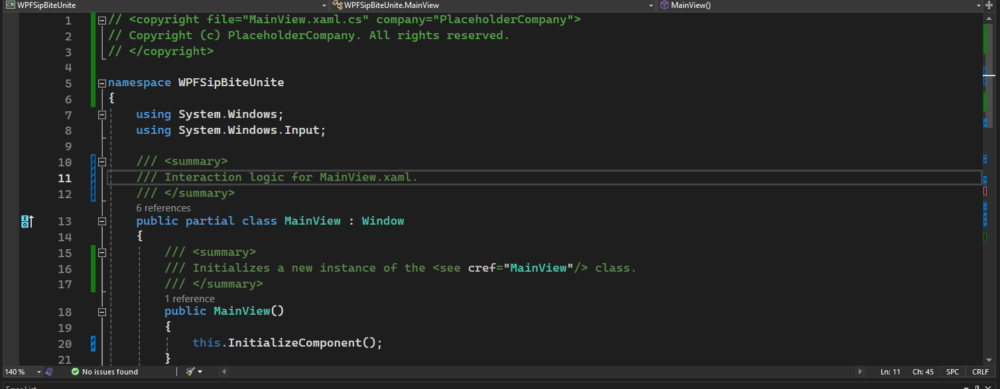 C# WPFSipBiteUnite
WPFSipBiteUnite.MainView
MainView()
1 // <copyright file="MainView.xaml.cs" company="PlaceholderCompany">
2 // Copyright (c) PlaceholderCompany. All rights reserved.
3 // </copyright>
4
5 namespace WPFSipBiteUnite
6 {
7 using System.Windows;
8 using System.Windows.Input;
9
10 /// <summary>
11 /// Interaction logic for MainView.xaml.
12 /// </summary>
6 references
13 public partial class MainView : Window
14 {
15 /// <summary>
16 /// Initializes a new instance of the <see cref="MainView"/> class.
17 /// </summary>
1 reference
18 public MainView()
19 {
20 this.InitializeComponent();
21 }
140 % No issues found Ln: 11 Ch: 45 SPC CRLF
Error List